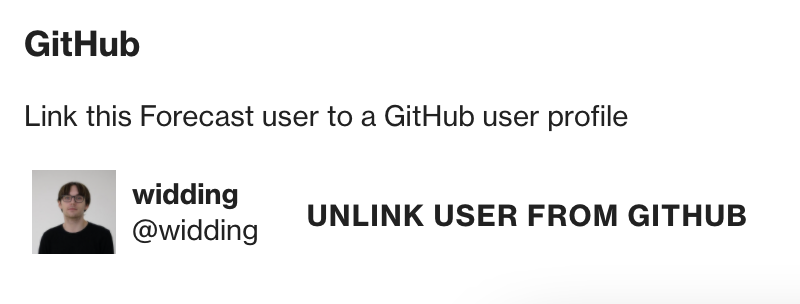 GitHub
Link this Forecast user to a GitHub user profile
widding
@widding
UNLINK USER FROM GITHUB